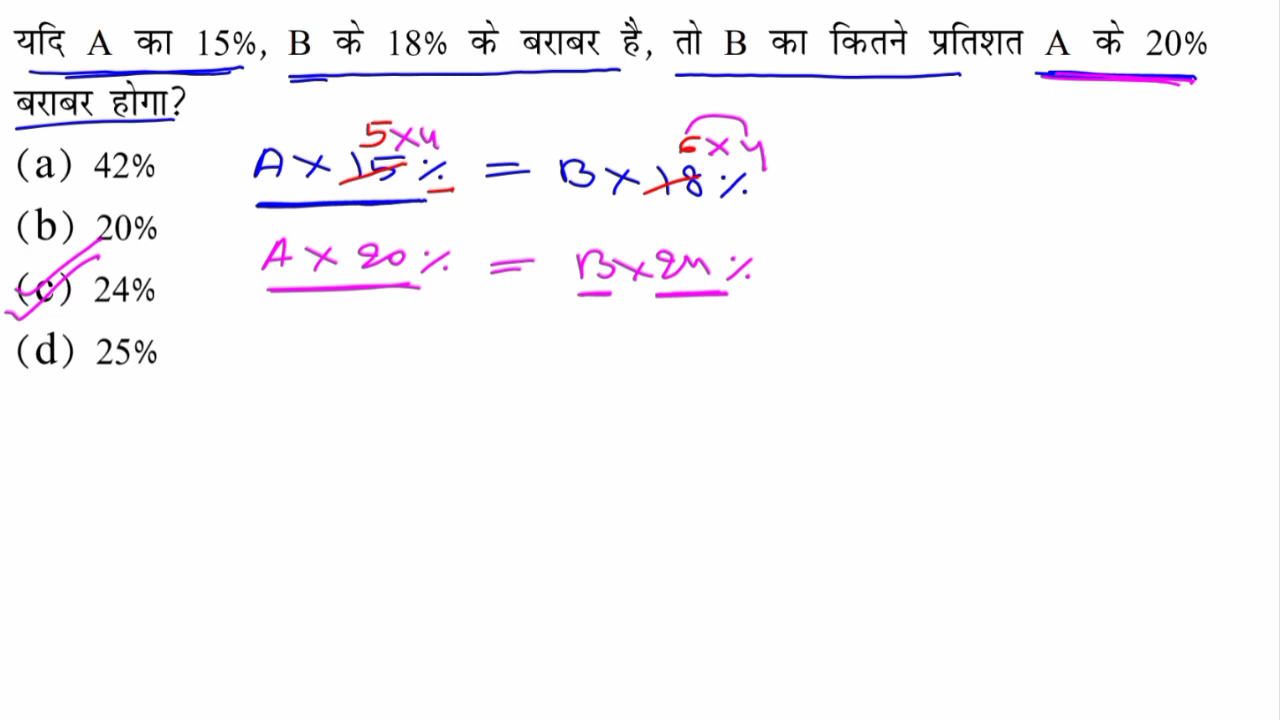 यदि A का 15%, B के 18% के बराबर है, तो B का कितने प्रतिशत A के 20%
बराबर होगा?
(a) 42%
(b) 20%
(c) 24%
(d) 25%
5×4 6×4
A × 15% = B × 18%
A × 20% = B × 24%